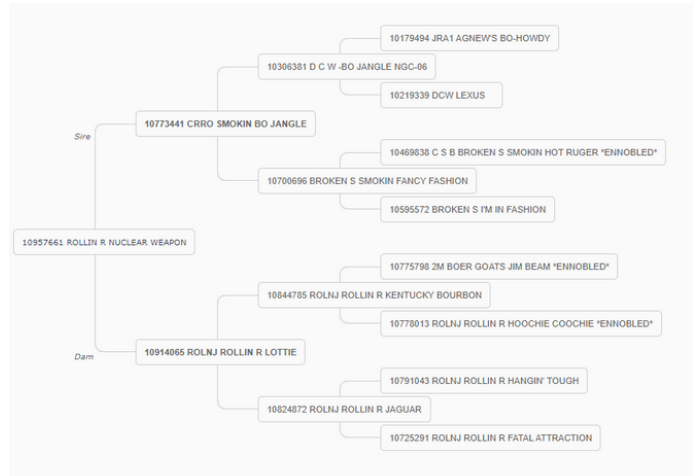 10179494 JRA1 AGNEW'S BO-HOWDY
10306381 D C W -BO JANGLE NGC-06
10219339 DCW LEXUS
10773441 CRRO SMOKIN BO JANGLE
Sire
10469838 C S B BROKEN S SMOKIN HOT RUGER *ENNOBLED*
10700696 BROKEN S SMOKIN FANCY FASHION
10595572 BROKEN S I'M IN FASHION
10957661 ROLLIN R NUCLEAR WEAPON
10775798 2M BOER GOATS JIM BEAM *ENNOBLED*
10844785 ROLNJ ROLLIN R KENTUCKY BOURBON
10778013 ROLNJ ROLLIN R HOOCHIE COOCHIE *ENNOBLED*
Dam
10914065 ROLNJ ROLLIN R LOTTIE
10791043 ROLNJ ROLLIN R HANGIN' TOUGH
10824872 ROLNJ ROLLIN R JAGUAR
10725291 ROLNJ ROLLIN R FATAL ATTRACTION